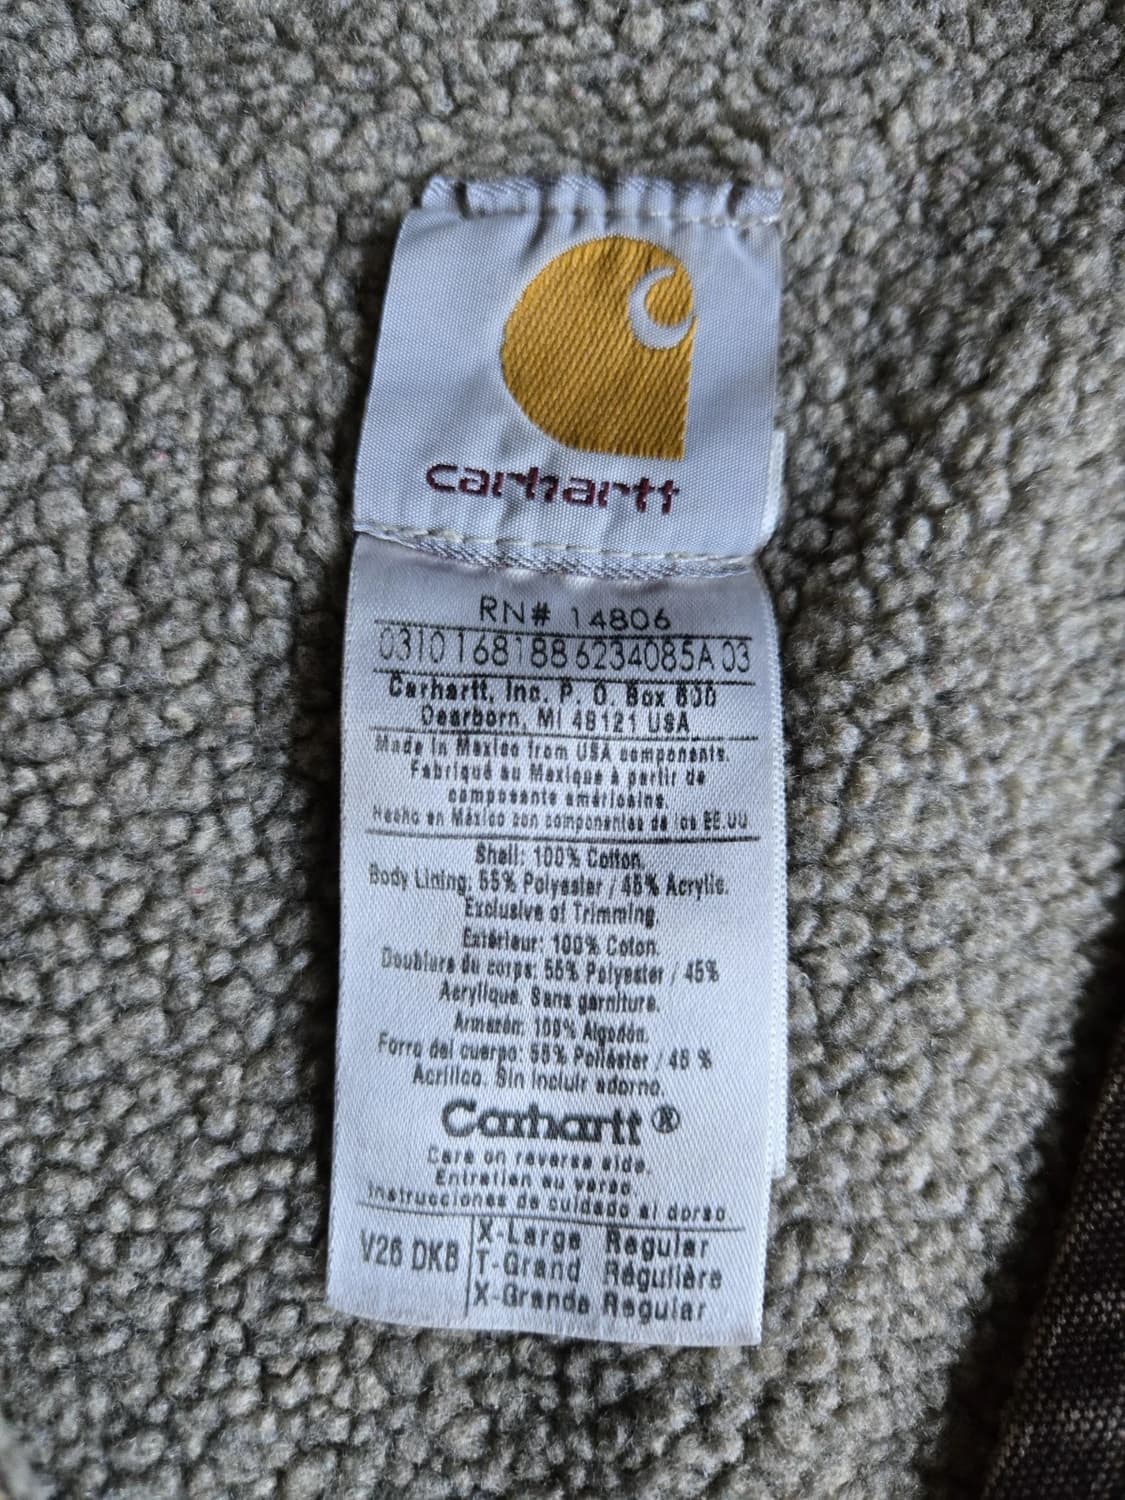 carhartt
RN# 14806
0310 168188 6234085A 03
Carhartt, Inc. P. O. Box 600
Dearborn, MI 48121 USA
Made in Mexico from USA components.
Fabriqué au Mexique à partir de
composants américains.
Hecho en México con componentes de los EE.UU
Shell: 100% Cotton.
Body Lining: 55% Polyester / 45% Acrylic.
Exclusive of Trimming.
Extérieur: 100% Coton.
Doublure du corps: 55% Polyester / 45%
Acrylique. Sans garniture.
Armazón: 100% Algodón.
Forro del cuerpo: 55% Poliéster / 45 %
Acrílico. Sin incluir adorno.
Carhartt ®
Care on reverse side.
Entretien au verso.
Instrucciones de cuidado al dorso
V26 DKB
X-Large Regular
T-Grand Régulière
X-Grande Regular